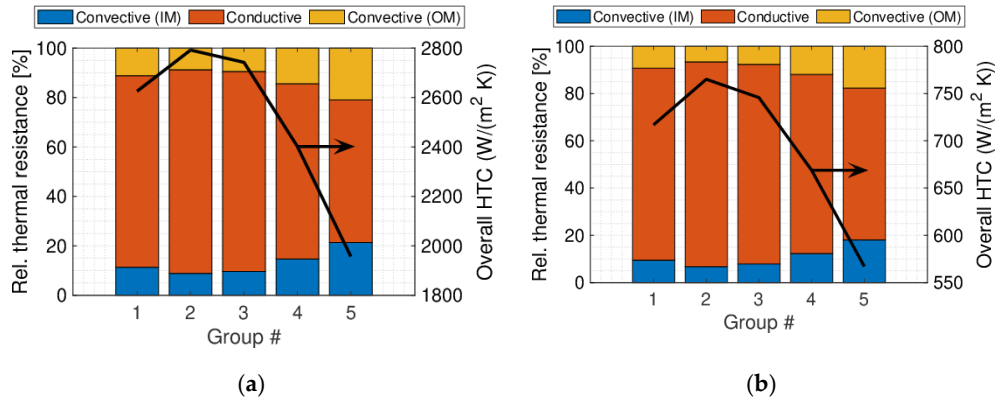 Convective (IM) Conductive Convective (OM)
Rel. thermal resistance [%]
100
80
60
40
20
0
2800
2600
2400
2200
2000
1800
Overall HTC (W/(m² K))
1 2 3 4 5
Group #
(a)
Convective (IM) Conductive Convective (OM)
Rel. thermal resistance [%]
100
80
60
40
20
0
800
750
700
650
600
550
Overall HTC (W/(m² K))
1 2 3 4 5
Group #
(b)